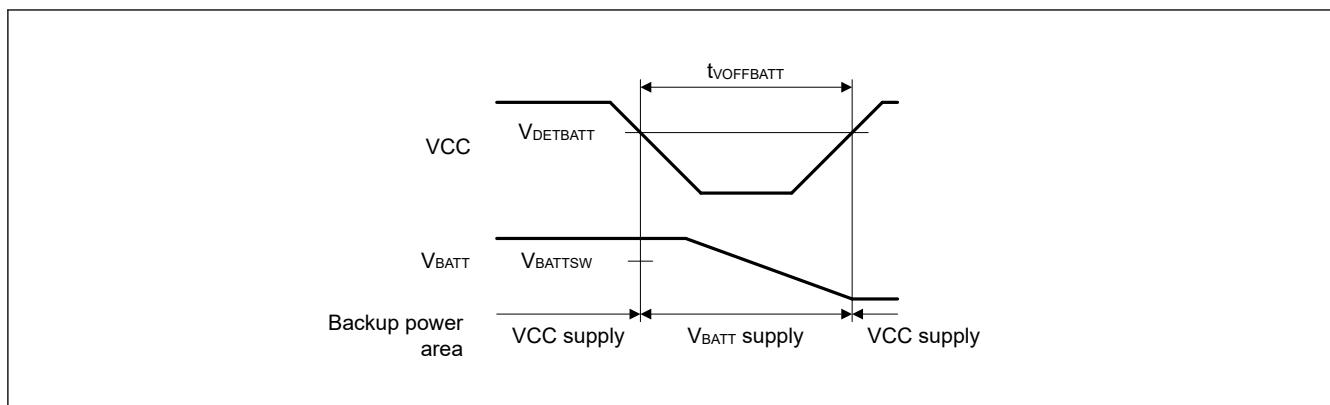 tVOFFBATT
VDETBATT
VCC
VBATT
VBATTSW
Backup power
area
VCC supply
VBATT supply
VCC supply